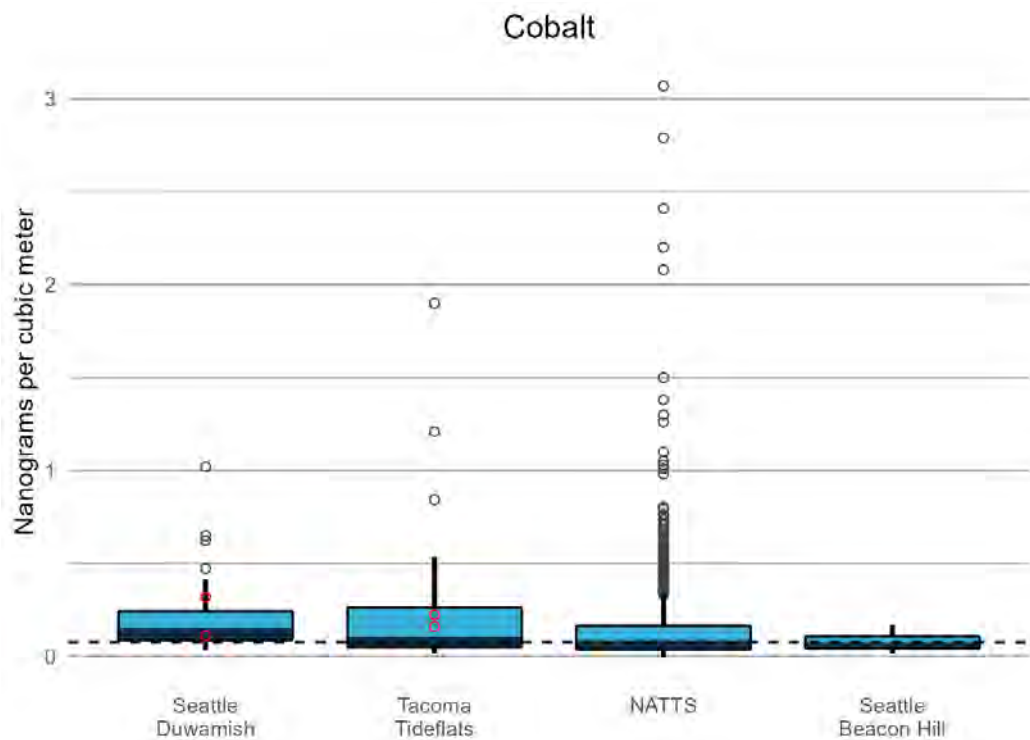 Cobalt
Nanograms per cubic meter
3
2
1
0
Seattle
Duwamish
Tacoma
Tideflats
NATTS
Seattle
Beacon Hill